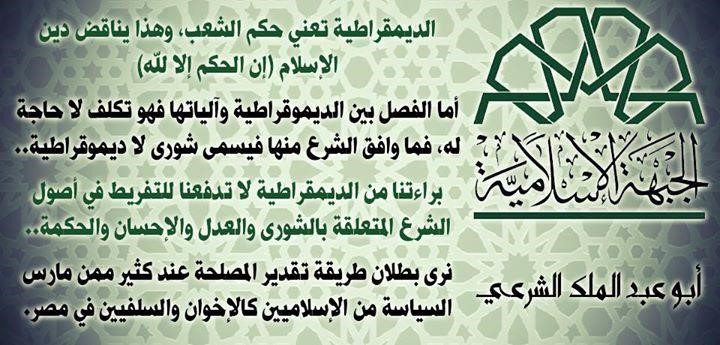 الديمقراطية تعني حكم الشعب، وهذا يناقض دين
الإسلام (إن الحكم إلا لله)
أما الفصل بين الديموقراطية وآلياتها فهو تكلف لا حاجة
له، فما وافق الشرع منها فيسمى شورى لا ديموقراطية..
براءتنا من الديمقراطية لا تدفعنا للتفريط في أصول
الشرع المتعلقة بالشورى والعدل والإحسان والحكمة..
نرى بطلان طريقة تقدير المصلحة عند كثير ممن مارس
السياسة من الإسلاميين كالإخوان والسلفيين في مصر.
الجبهة الإسلامية
أبو عبد الملك الشرعي